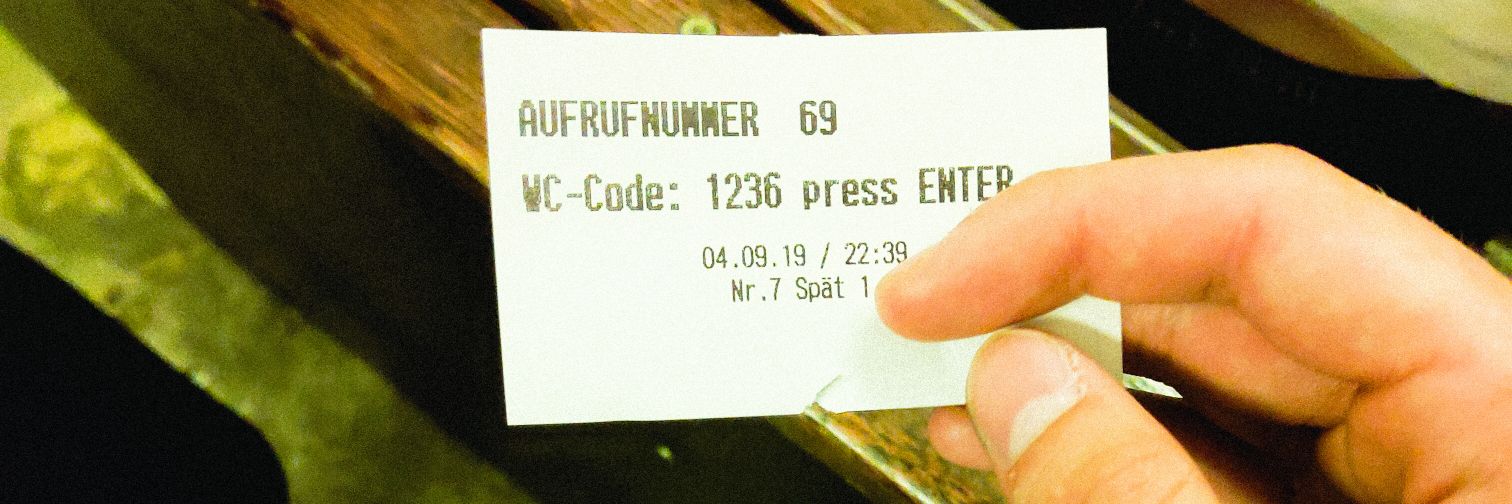 AUFRUFNUMMER 69
WC-Code: 1236 press ENTER
04.09.19 / 22:39
Nr.7 Spät 1